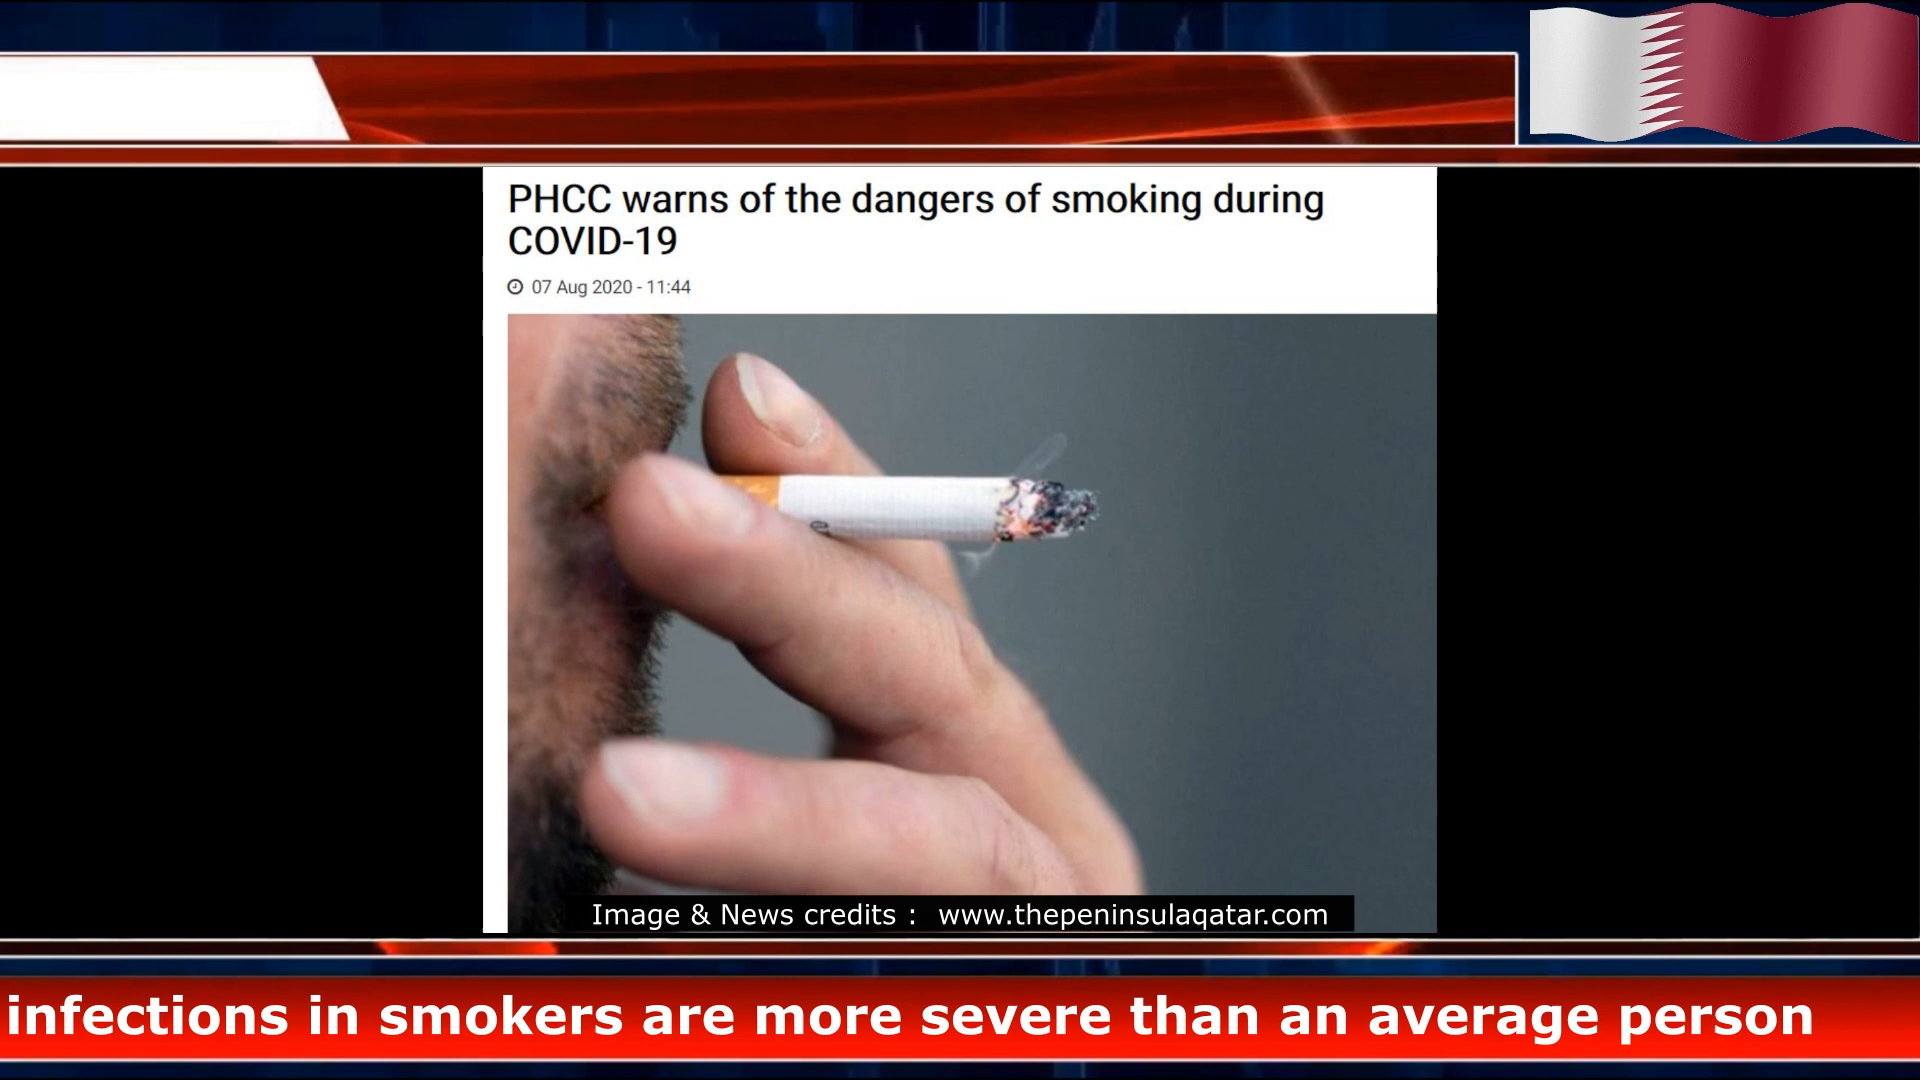 PHCC warns of the dangers of smoking during
COVID-19
07 Aug 2020 - 11:44
Image & News credits : www.thepeninsulaqatar.com
infections in smokers are more severe than an average person